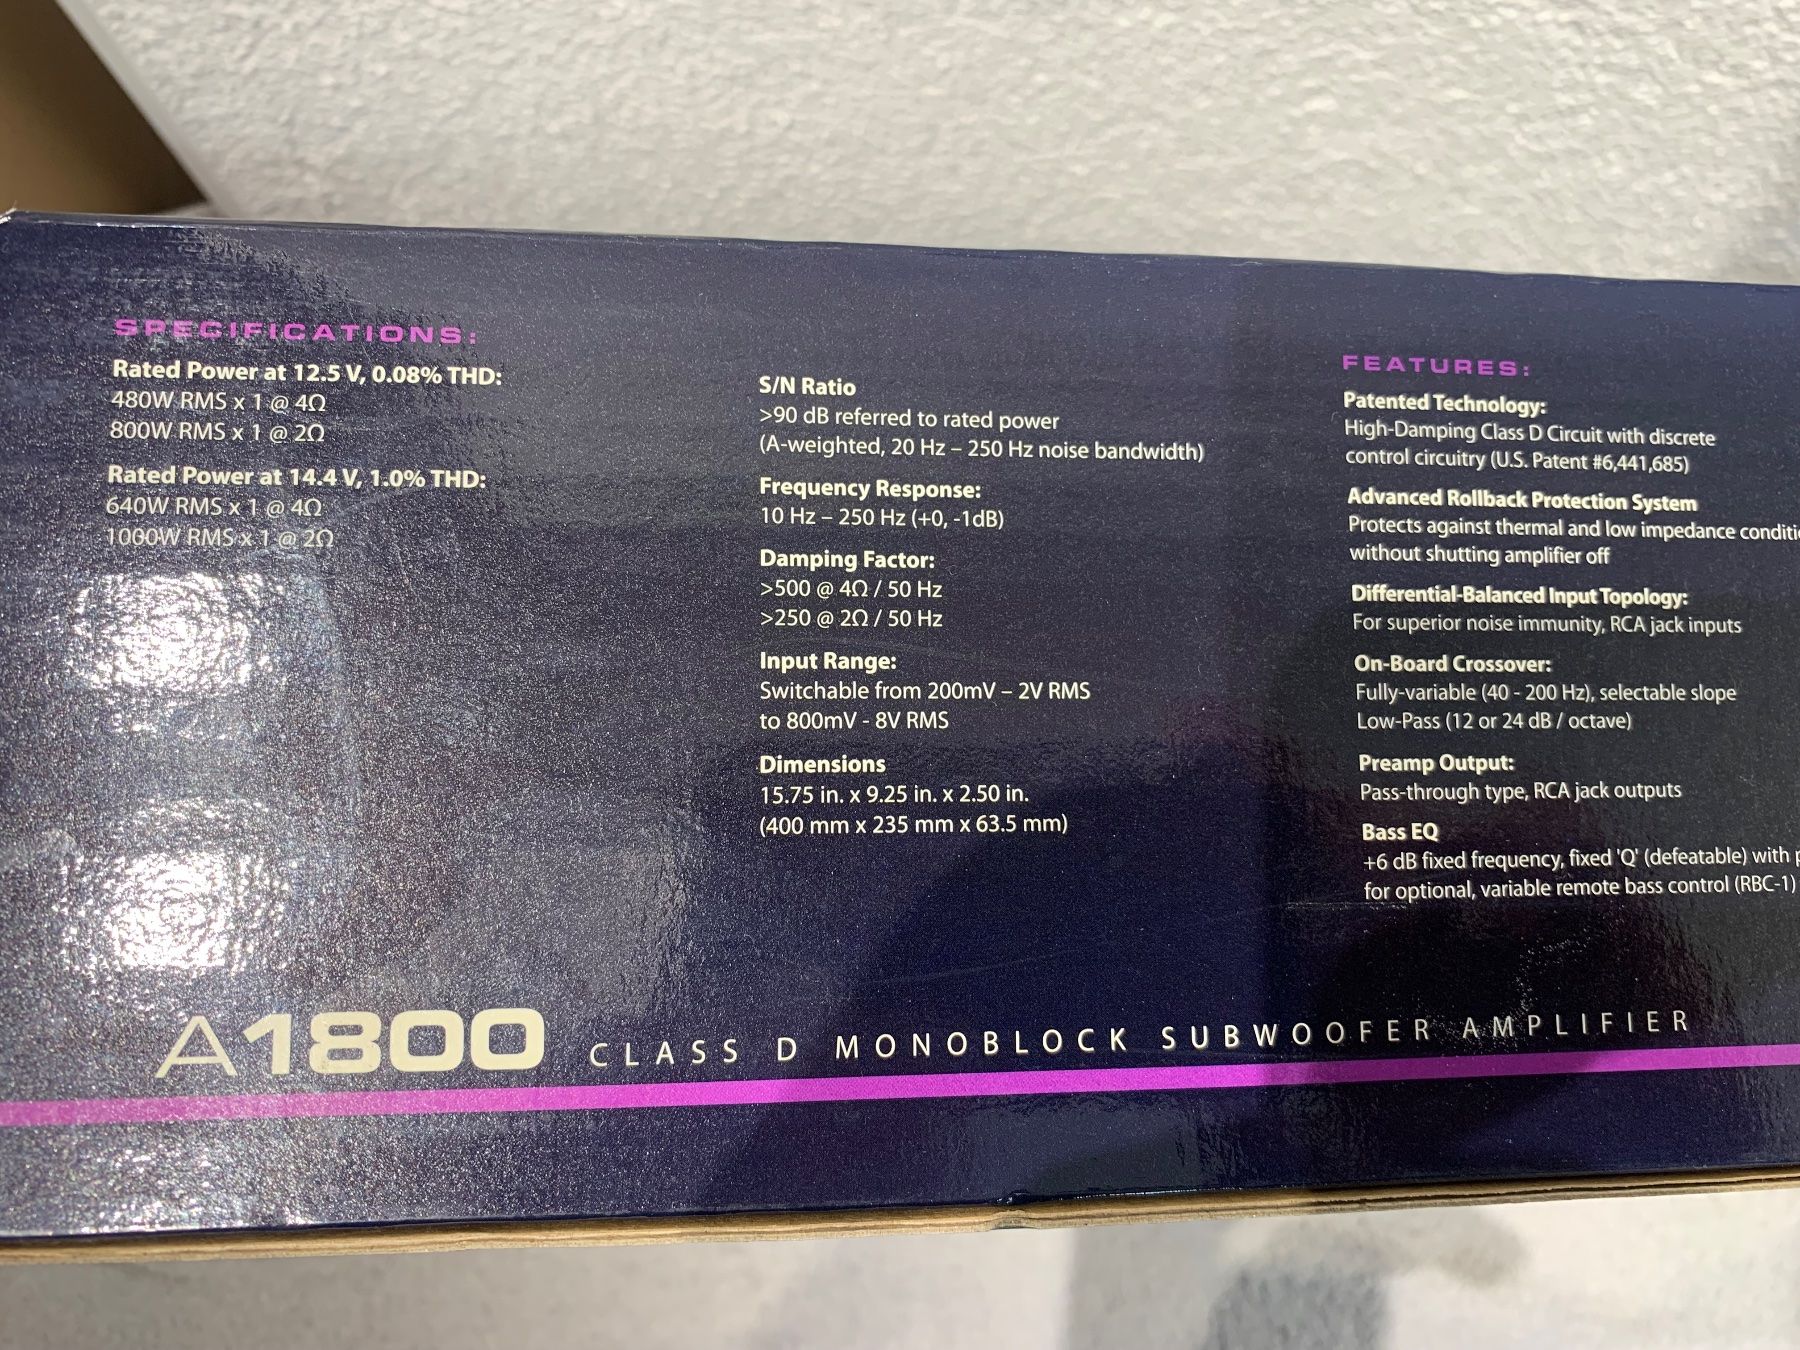 SPECIFICATIONS:
Rated Power at 12.5 V, 0.08% THD:
480W RMS x 1 @ 4Ω
800W RMS x 1 @ 2Ω
Rated Power at 14.4 V, 1.0% THD:
640W RMS x 1 @ 4Ω
1000W RMS x 1 @ 2Ω
S/N Ratio
>90 dB referred to rated power
(A-weighted, 20 Hz – 250 Hz noise bandwidth)
Frequency Response:
10 Hz – 250 Hz (+0, -1dB)
Damping Factor:
>500 @ 4Ω / 50 Hz
>250 @ 2Ω / 50 Hz
Input Range:
Switchable from 200mV – 2V RMS
to 800mV - 8V RMS
Dimensions
15.75 in. x 9.25 in. x 2.50 in.
(400 mm x 235 mm x 63.5 mm)
FEATURES:
Patented Technology:
High-Damping Class D Circuit with discrete
control circuitry (U.S. Patent #6,441,685)
Advanced Rollback Protection System
Protects against thermal and low impedance
without shutting amplifier off
Differential-Balanced Input Topology:
For superior noise immunity, RCA jack inputs
On-Board Crossover:
Fully-variable (40 - 200 Hz), selectable slope
Low-Pass (12 or 24 dB / octave)
Preamp Output:
Pass-through type, RCA jack outputs
Bass EQ
+6 dB fixed frequency, fixed 'Q' (defeatable) with
for optional, variable remote bass control (RBC-1)
A1800 CLASS D MONOBLOCK SUBWOOFER AMPLIFIER